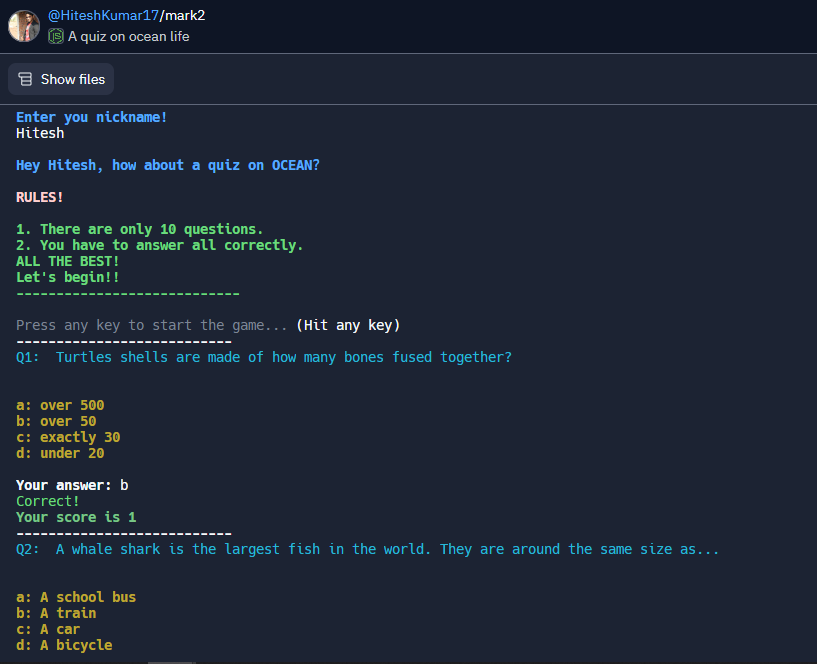 @HiteshKumar17/mark2
JS A quiz on ocean life
Show files
Enter you nickname!
Hitesh
Hey Hitesh, how about a quiz on OCEAN?
RULES!
1. There are only 10 questions.
2. You have to answer all correctly.
ALL THE BEST!
Let's begin!!
----------------------------
Press any key to start the game... (Hit any key)
---------------------------
Q1:  Turtles shells are made of how many bones fused together?
a: over 500
b: over 50
c: exactly 30
d: under 20
Your answer: b
Correct!
Your score is 1
---------------------------
Q2:  A whale shark is the largest fish in the world. They are around the same size as...
a: A school bus
b: A train
c: A car
d: A bicycle